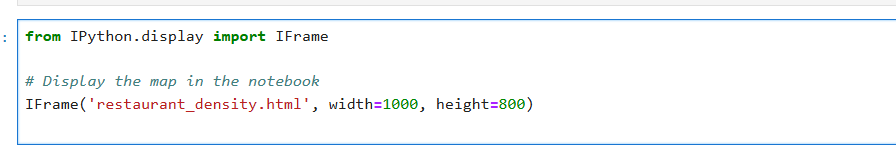 :
from IPython.display import IFrame
# Display the map in the notebook
IFrame('restaurant_density.html', width=1000, height=800)